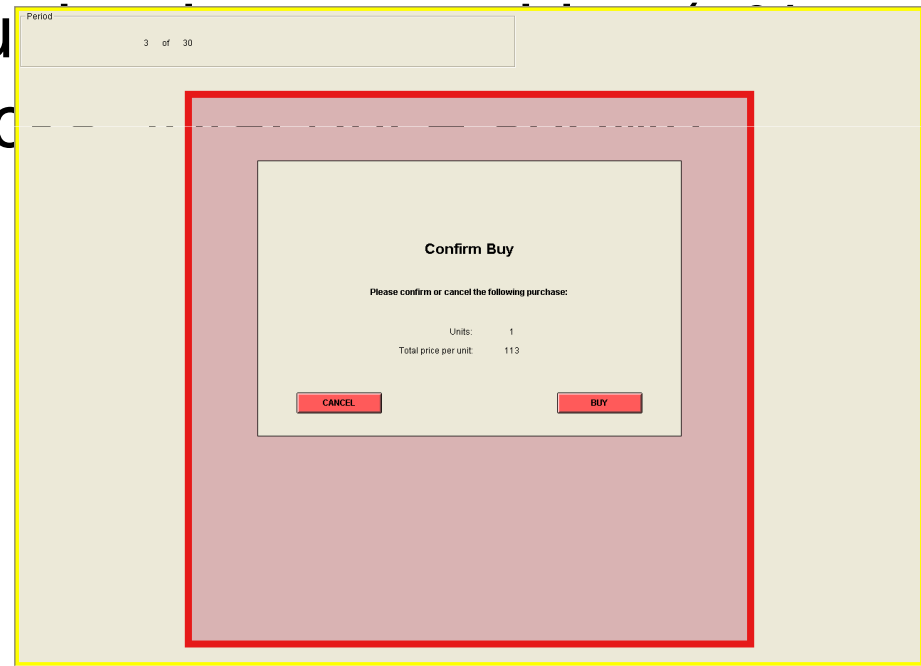 Period
3 of 30
Confirm Buy
Please confirm or cancel the following purchase:
Units: 1
Total price per unit: 113
CANCEL
BUY